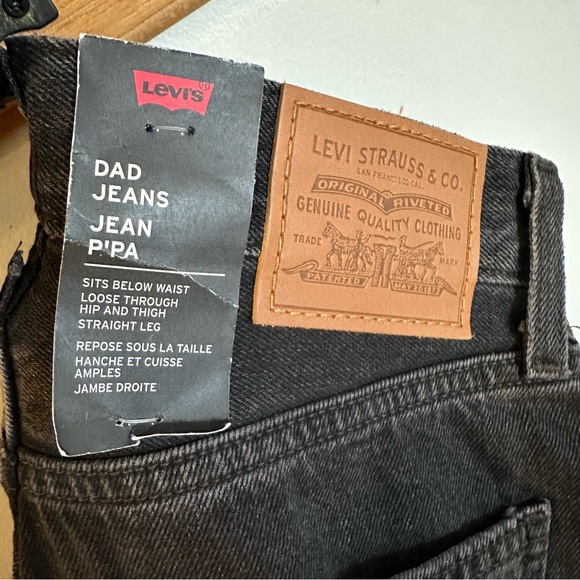 LEVI'S ®
DAD
JEANS
JEAN
P'PA
SITS BELOW WAIST
LOOSE THROUGH
HIP AND THIGH
STRAIGHT LEG
REPOSE SOUS LA TAILLE
HANCHE ET CUISSE
AMPLES
JAMBE DROITE
LEVI STRAUSS & CO.
SAN FRANCISCO CAL.
ORIGINAL RIVETED
GENUINE QUALITY CLOTHING
TRADE MARK
PATENTED MAY 20 1873